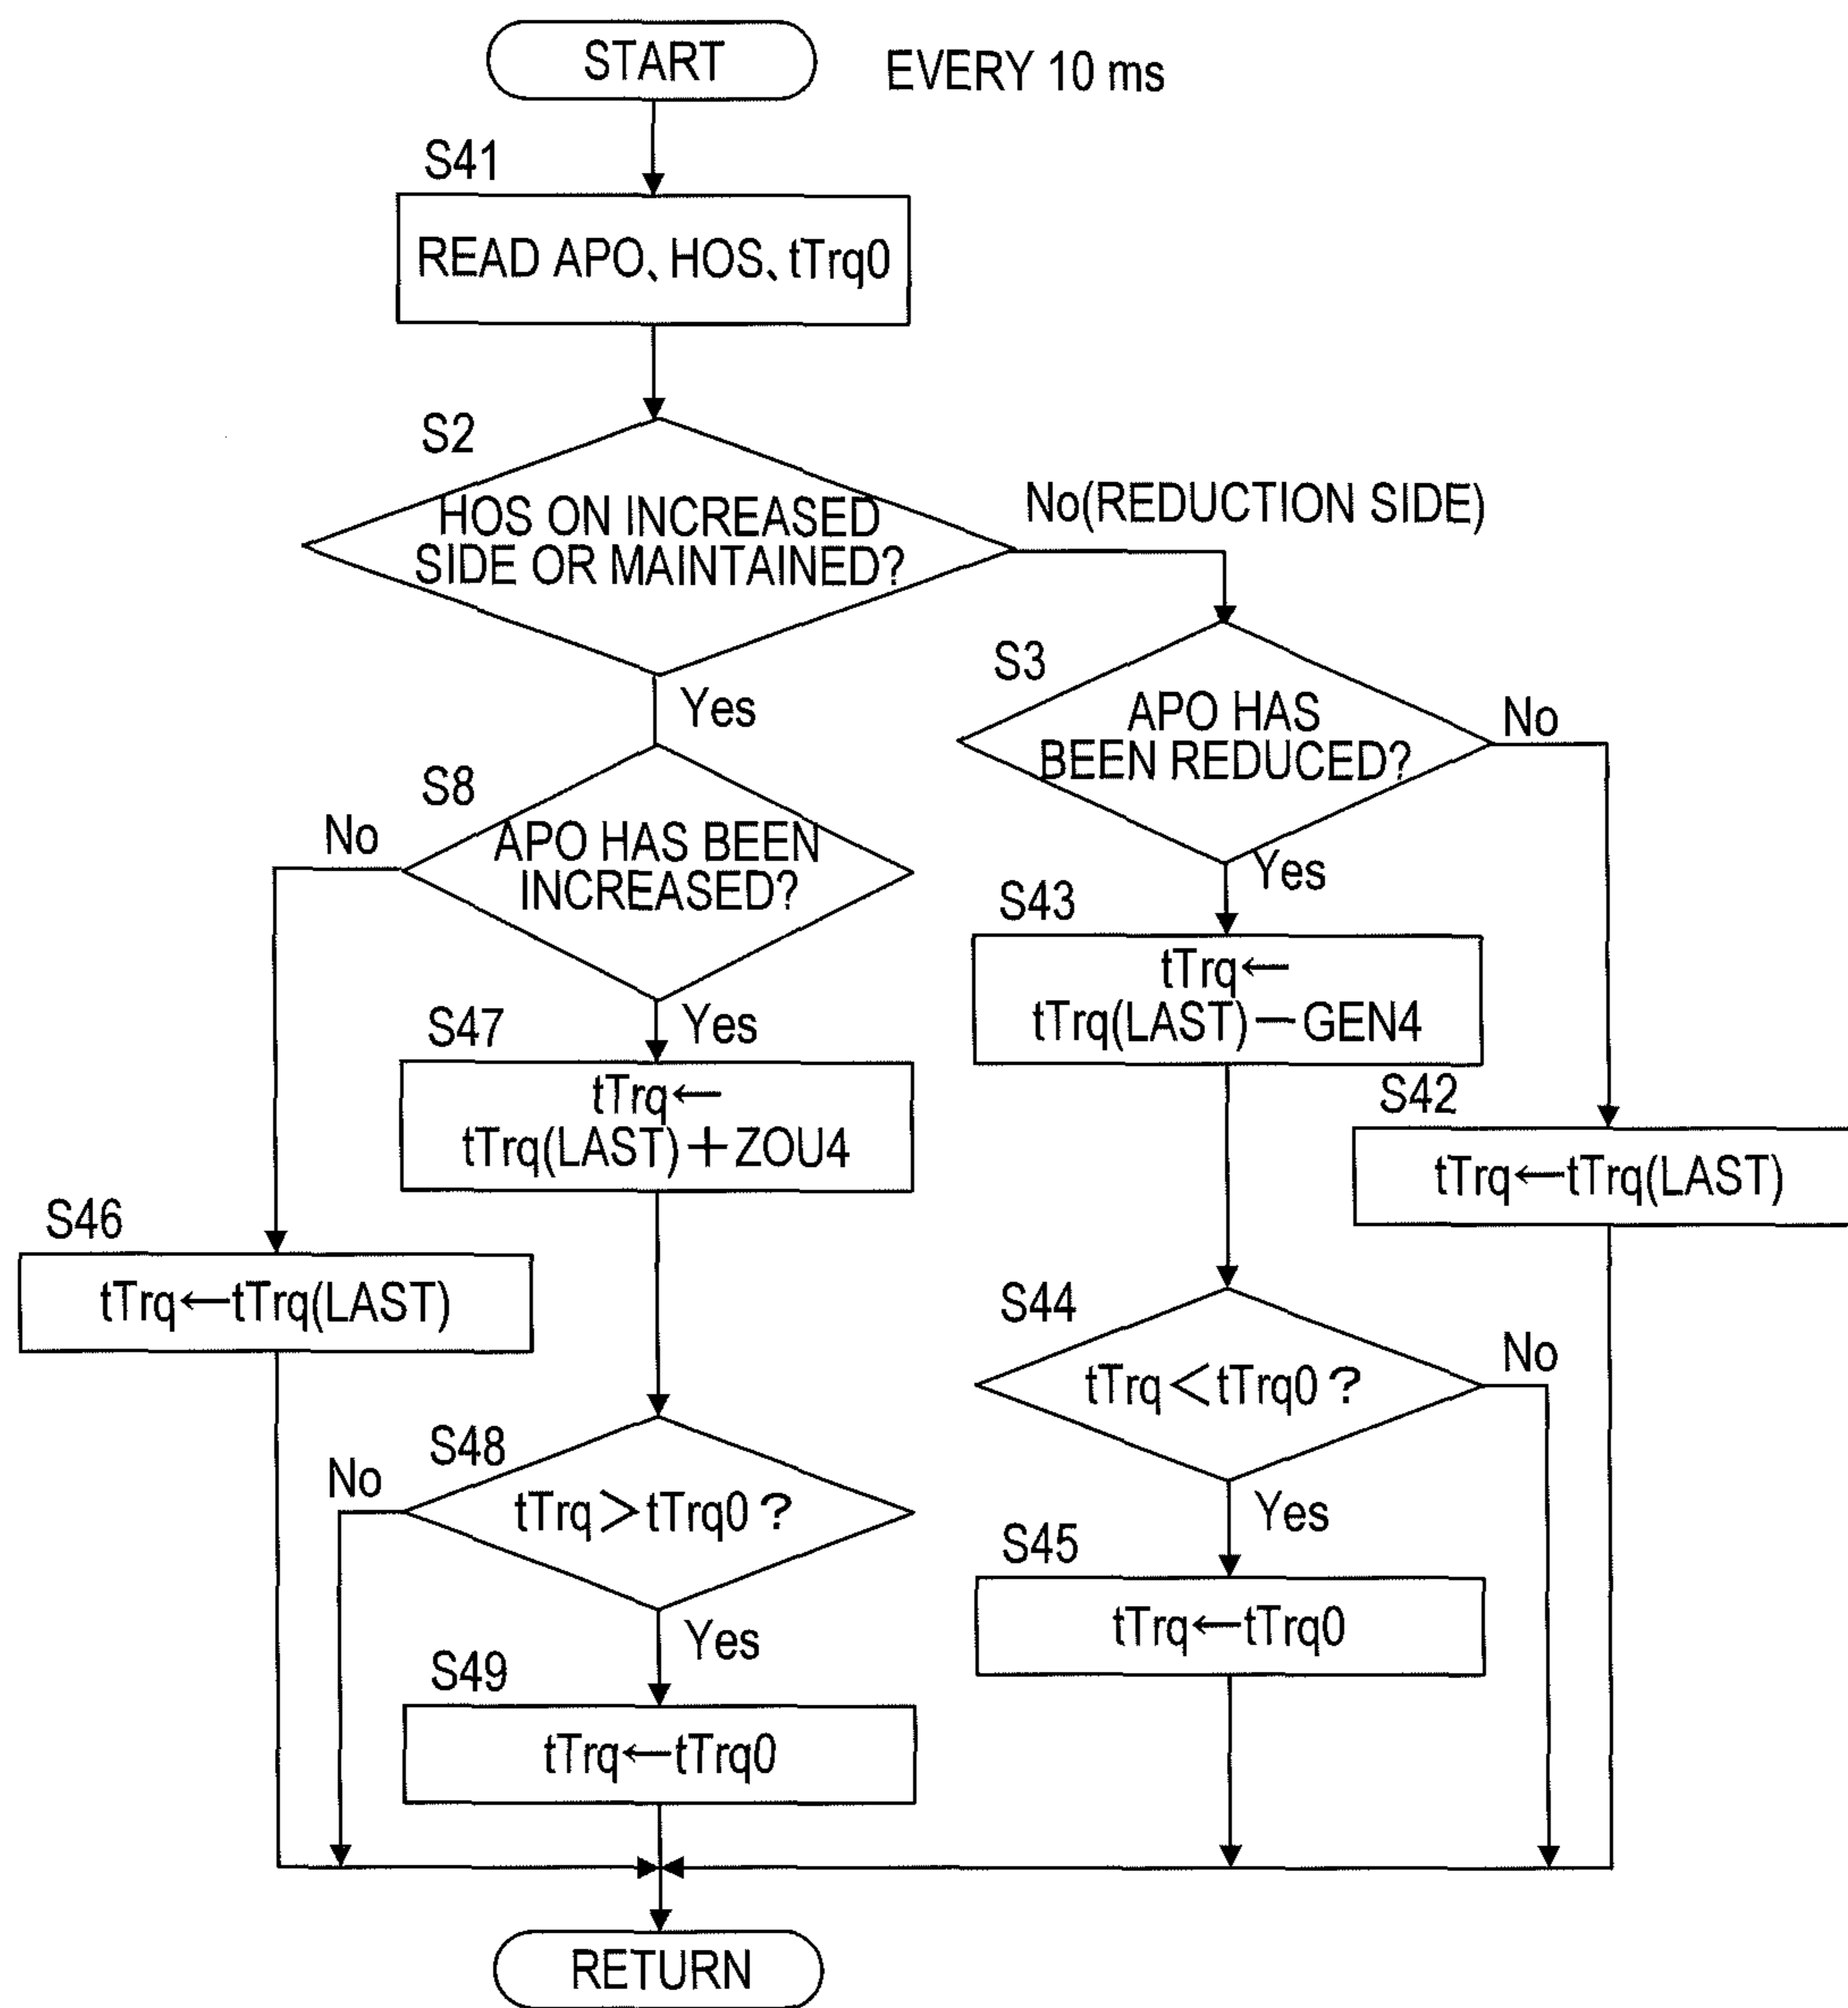 START
EVERY 10 ms
S41
READ APO、HOS、tTrq0
S2
HOS ON INCREASED
SIDE OR MAINTAINED?
No(REDUCTION SIDE)
Yes
S3
APO HAS
BEEN REDUCED?
No
Yes
S8
APO HAS BEEN
INCREASED?
No
Yes
S43
tTrq←
tTrq(LAST)－GEN4
S47
tTrq←
tTrq(LAST)＋ZOU4
S42
tTrq←tTrq(LAST)
S46
tTrq←tTrq(LAST)
S44
tTrq＜tTrq0？
No
Yes
S48
tTrq＞tTrq0？
No
Yes
S45
tTrq←tTrq0
S49
tTrq←tTrq0
RETURN